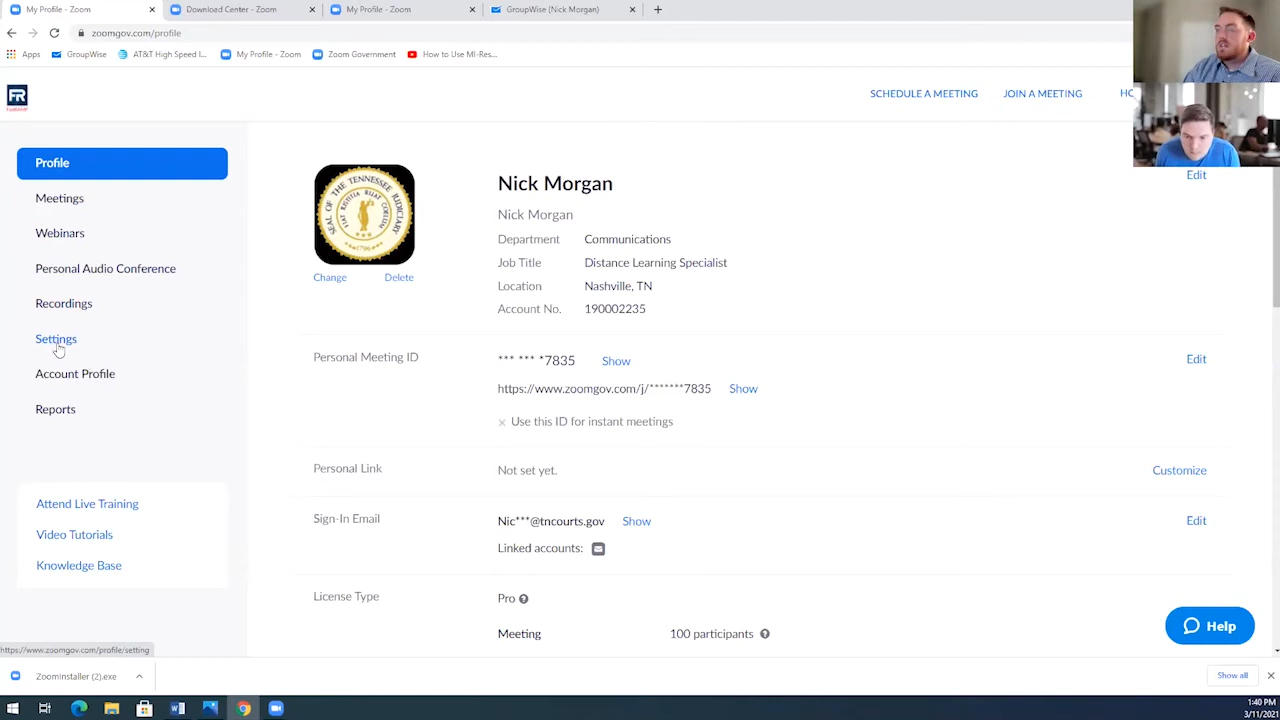 My Profile - Zoom
Download Center - Zoom
My Profile - Zoom
GroupWise (Nick Morgan)
zoomgov.com/profile
Apps
GroupWise
AT&T High Speed I...
My Profile - Zoom
Zoom Government
How to Use MI-Res...
FR
SCHEDULE A MEETING
JOIN A MEETING
Profile
Meetings
Webinars
Personal Audio Conference
Recordings
Settings
Account Profile
Reports
Attend Live Training
Video Tutorials
Knowledge Base
SEAL OF THE TENNESSEE JUDICIARY
Change
Delete
Nick Morgan
Edit
Nick Morgan
Department Communications
Job Title Distance Learning Specialist
Location Nashville, TN
Account No. 190002235
Personal Meeting ID *** *** *7835 Show Edit
https://www.zoomgov.com/j/*******7835 Show
Use this ID for instant meetings
Personal Link Not set yet. Customize
Sign-In Email Nic***@tncourts.gov Show Edit
Linked accounts:
License Type Pro
Meeting 100 participants
Help
https://www.zoomgov.com/profile/setting
ZoomInstaller (2).exe
Show all
1:40 PM
3/11/2021